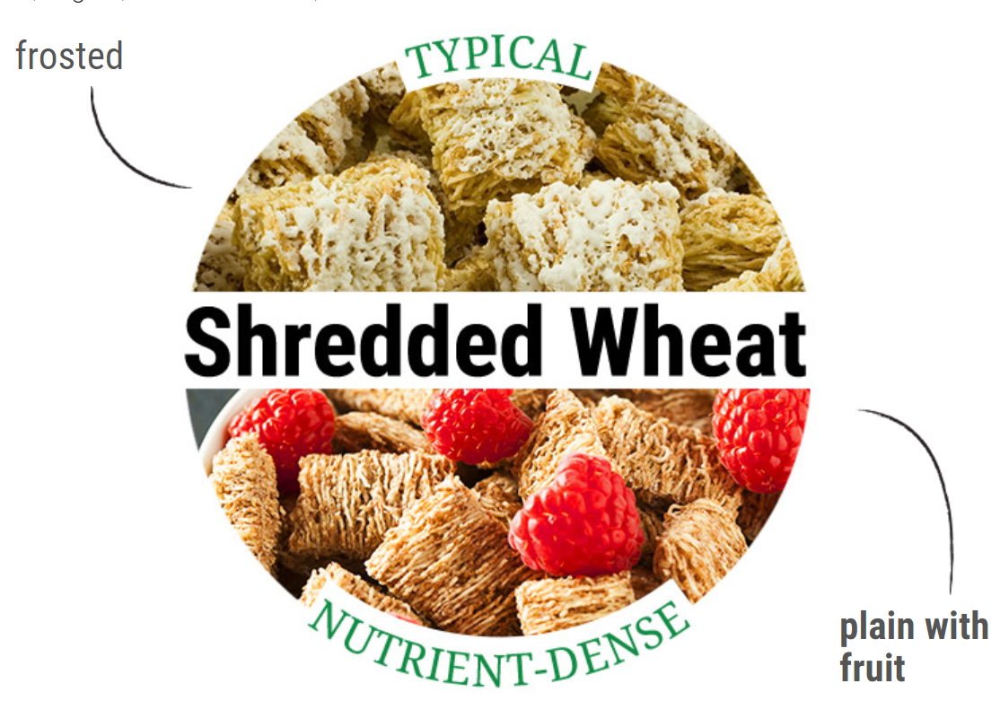 frosted
TYPICAL
Shredded Wheat
NUTRIENT-DENSE
plain with
fruit